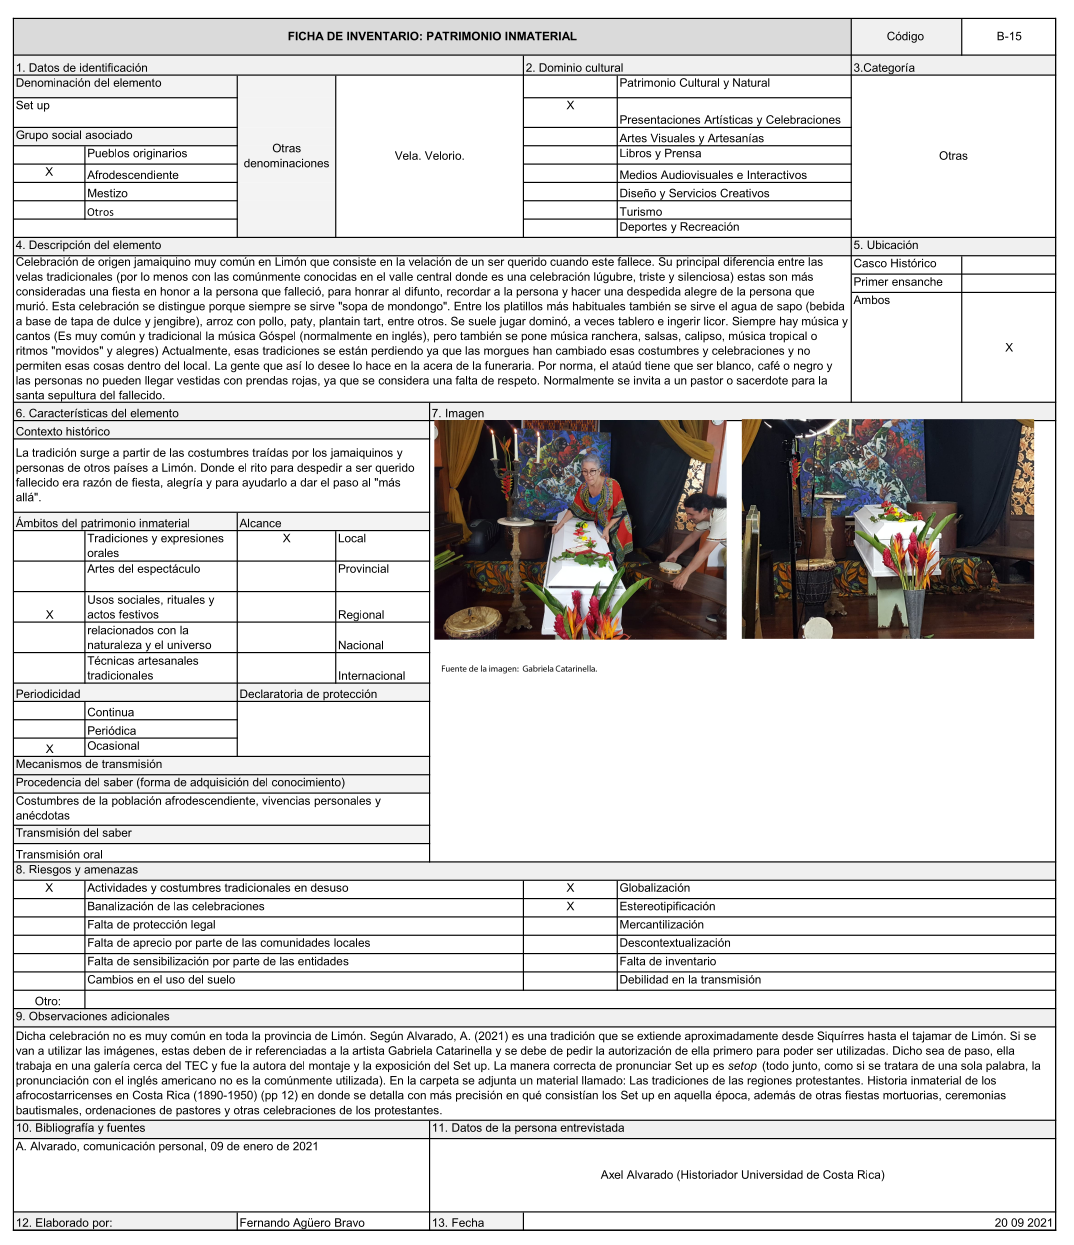 FICHA DE INVENTARIO: PATRIMONIO INMATERIAL
Código
B-15
1. Datos de identificación
2. Dominio cultural
3.Categoría
Denominación del elemento
Set up
Grupo social asociado
Pueblos originarios
X
Afrodescendiente
Mestizo
Otros
Otras
denominaciones
Vela. Velorio.
Patrimonio Cultural y Natural
X
Presentaciones Artísticas y Celebraciones
Artes Visuales y Artesanías
Libros y Prensa
Medios Audiovisuales e Interactivos
Diseño y Servicios Creativos
Turismo
Deportes y Recreación
Otras
4. Descripción del elemento
5. Ubicación
Celebración de origen jamaiquino muy común en Limón que consiste en la velación de un ser querido cuando este fallece. Su principal diferencia entre las
velas tradicionales (por lo menos con las comúnmente conocidas en el valle central donde es una celebración lúgubre, triste y silenciosa) estas son más
consideradas una fiesta en honor a la persona que falleció, para honrar al difunto, recordar a la persona y hacer una despedida alegre de la persona que
murió. Esta celebración se distingue porque siempre se sirve "sopa de mondongo". Entre los platillos más habituales también se sirve el agua de sapo (bebida
a base de tapa de dulce y jengibre), arroz con pollo, paty, plantain tart, entre otros. Se suele jugar dominó, a veces tablero e ingerir licor. Siempre hay música y
cantos (Es muy común y tradicional la música Góspel (normalmente en inglés), pero también se pone música ranchera, salsas, calipso, música tropical o
ritmos "movidos" y alegres) Actualmente, esas tradiciones se están perdiendo ya que las morgues han cambiado esas costumbres y celebraciones y no
permiten esas cosas dentro del local. La gente que así lo desee lo hace en la acera de la funeraria. Por norma, el ataúd tiene que ser blanco, café o negro y
las personas no pueden llegar vestidas con prendas rojas, ya que se considera una falta de respeto. Normalmente se invita a un pastor o sacerdote para la
santa sepultura del fallecido.
Casco Histórico
Primer ensanche
Ambos
X
6. Características del elemento
7. Imagen
Contexto histórico
La tradición surge a partir de las costumbres traídas por los jamaiquinos y
personas de otros países a Limón. Donde el rito para despedir a ser querido
fallecido era razón de fiesta, alegría y para ayudarlo a dar el paso al "más
allá".
Ámbitos del patrimonio inmaterial
Alcance
Tradiciones y expresiones
orales
X
Local
Artes del espectáculo
Provincial
X
Usos sociales, rituales y
actos festivos
Regional
relacionados con la
naturaleza y el universo
Nacional
Técnicas artesanales
tradicionales
Internacional
Fuente de la imagen: Gabriela Catarinella.
Periodicidad
Declaratoria de protección
Continua
Periódica
X
Ocasional
Mecanismos de transmisión
Procedencia del saber (forma de adquisición del conocimiento)
Costumbres de la población afrodescendiente, vivencias personales y
anécdotas
Transmisión del saber
Transmisión oral
8. Riesgos y amenazas
X
Actividades y costumbres tradicionales en desuso
X
Globalización
Banalización de las celebraciones
X
Estereotipificación
Falta de protección legal
Mercantilización
Falta de aprecio por parte de las comunidades locales
Descontextualización
Falta de sensibilización por parte de las entidades
Falta de inventario
Cambios en el uso del suelo
Debilidad en la transmisión
Otro:
9. Observaciones adicionales
Dicha celebración no es muy común en toda la provincia de Limón. Según Alvarado, A. (2021) es una tradición que se extiende aproximadamente desde Siquírres hasta el tajamar de Limón. Si se
van a utilizar las imágenes, estas deben de ir referenciadas a la artista Gabriela Catarinella y se debe de pedir la autorización de ella primero para poder ser utilizadas. Dicho sea de paso, ella
trabaja en una galería cerca del TEC y fue la autora del montaje y la exposición del Set up. La manera correcta de pronunciar Set up es setop (todo junto, como si se tratara de una sola palabra, la
pronunciación con el inglés americano no es la comúnmente utilizada). En la carpeta se adjunta un material llamado: Las tradiciones de las regiones protestantes. Historia inmaterial de los
afrocostarricenses en Costa Rica (1890-1950) (pp 12) en donde se detalla con más precisión en qué consistían los Set up en aquella época, además de otras fiestas mortuorias, ceremonias
bautismales, ordenaciones de pastores y otras celebraciones de los protestantes.
10. Bibliografía y fuentes
11. Datos de la persona entrevistada
A. Alvarado, comunicación personal, 09 de enero de 2021
Axel Alvarado (Historiador Universidad de Costa Rica)
12. Elaborado por:
Fernando Agüero Bravo
13. Fecha
20 09 2021